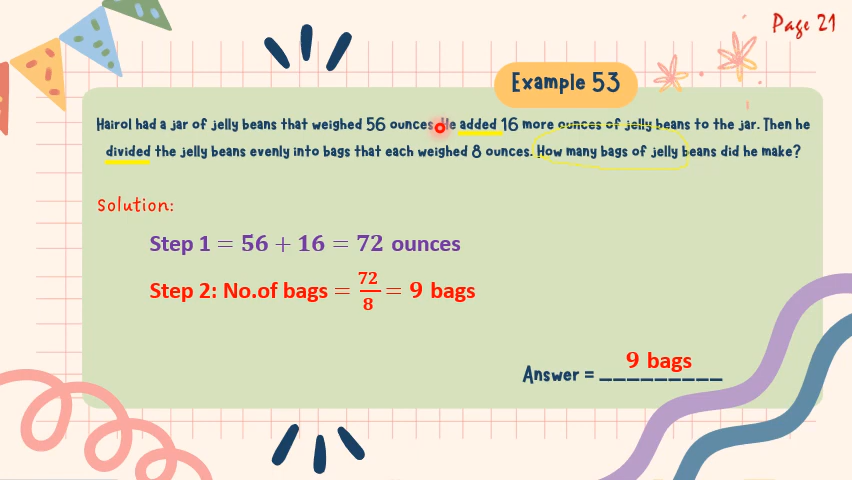 Page 21
Example 53
Hairol had a jar of jelly beans that weighed 56 ounces. He added 16 more ounces of jelly beans to the jar. Then he
divided the jelly beans evenly into bags that each weighed 8 ounces. How many bags of jelly beans did he make?
Solution:
Step 1 = 56 + 16 = 72 ounces
Step 2: No.of bags = 72/8 = 9 bags
9 bags
Answer = _________